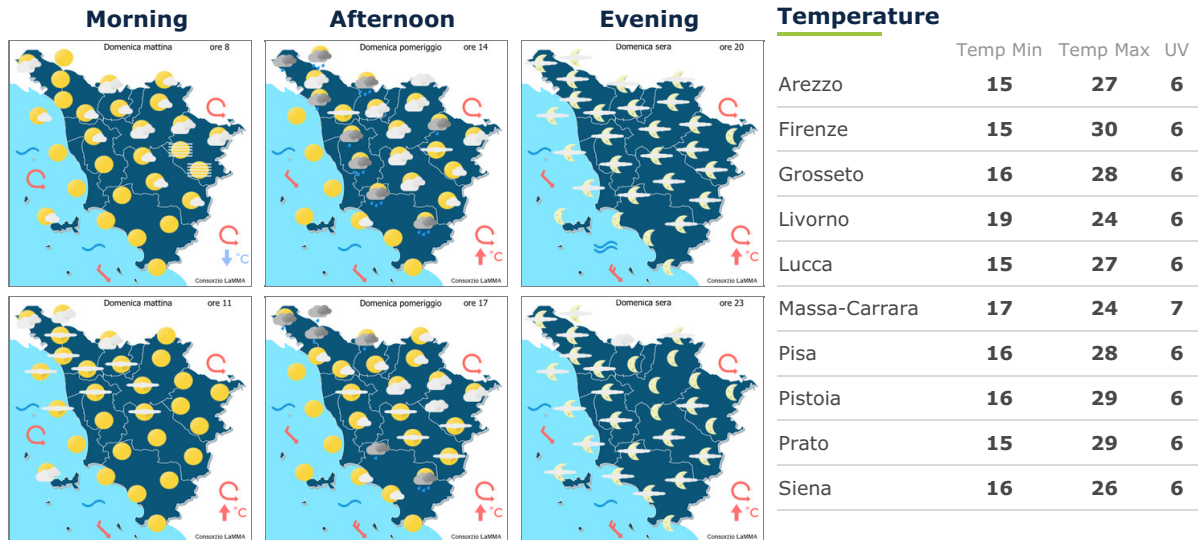 Morning Afternoon Evening Temperature
Domenica mattina ore 8
Domenica pomeriggio ore 14
Domenica sera ore 20
°C
°C
°C
Consorzio LaMMA
Consorzio LaMMA
Consorzio LaMMA
Domenica mattina ore 11
Domenica pomeriggio ore 17
Domenica sera ore 23
°C
°C
°C
Consorzio LaMMA
Consorzio LaMMA
Consorzio LaMMA
Temp Min Temp Max UV
Arezzo 15 27 6
Firenze 15 30 6
Grosseto 16 28 6
Livorno 19 24 6
Lucca 15 27 6
Massa-Carrara 17 24 7
Pisa 16 28 6
Pistoia 16 29 6
Prato 15 29 6
Siena 16 26 6